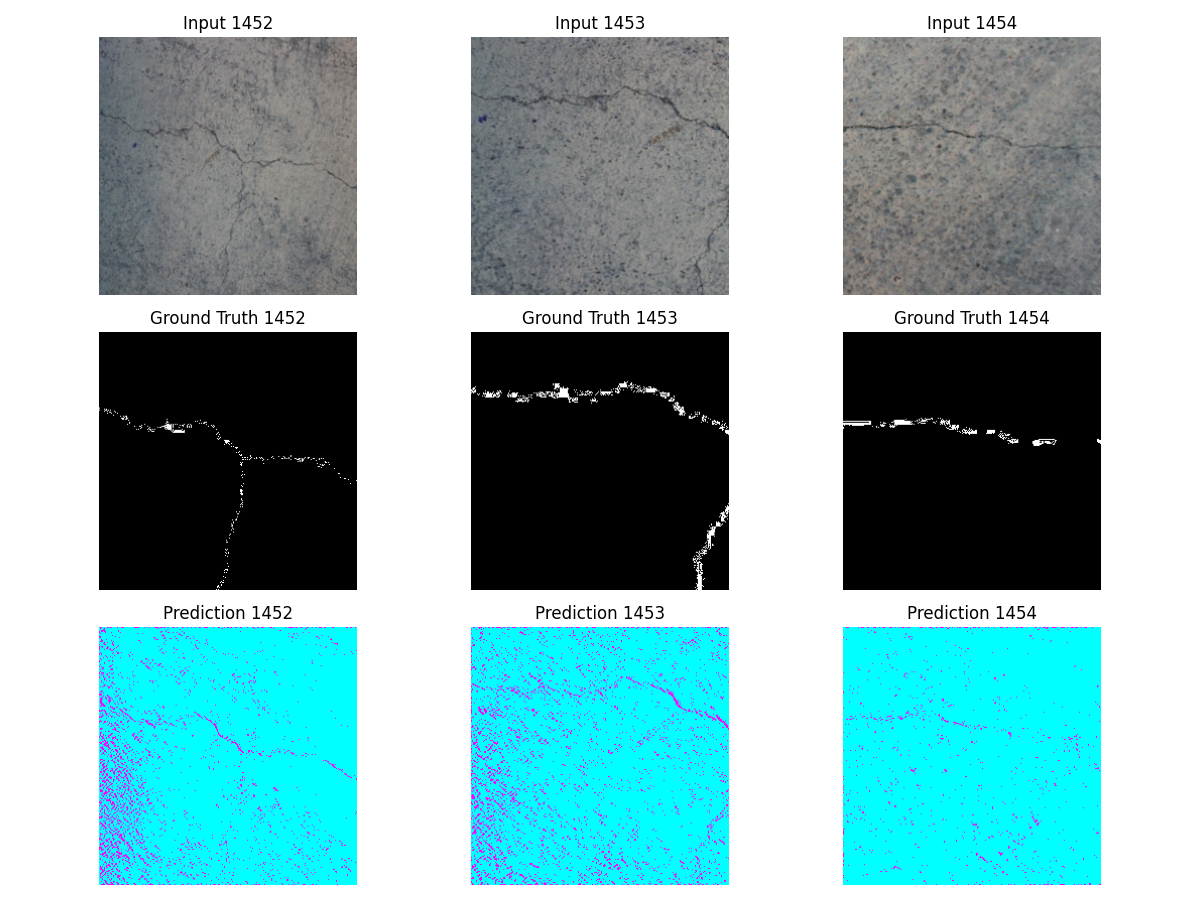 Input 1452
Input 1453
Input 1454
Ground Truth 1452
Ground Truth 1453
Ground Truth 1454
Prediction 1452
Prediction 1453
Prediction 1454